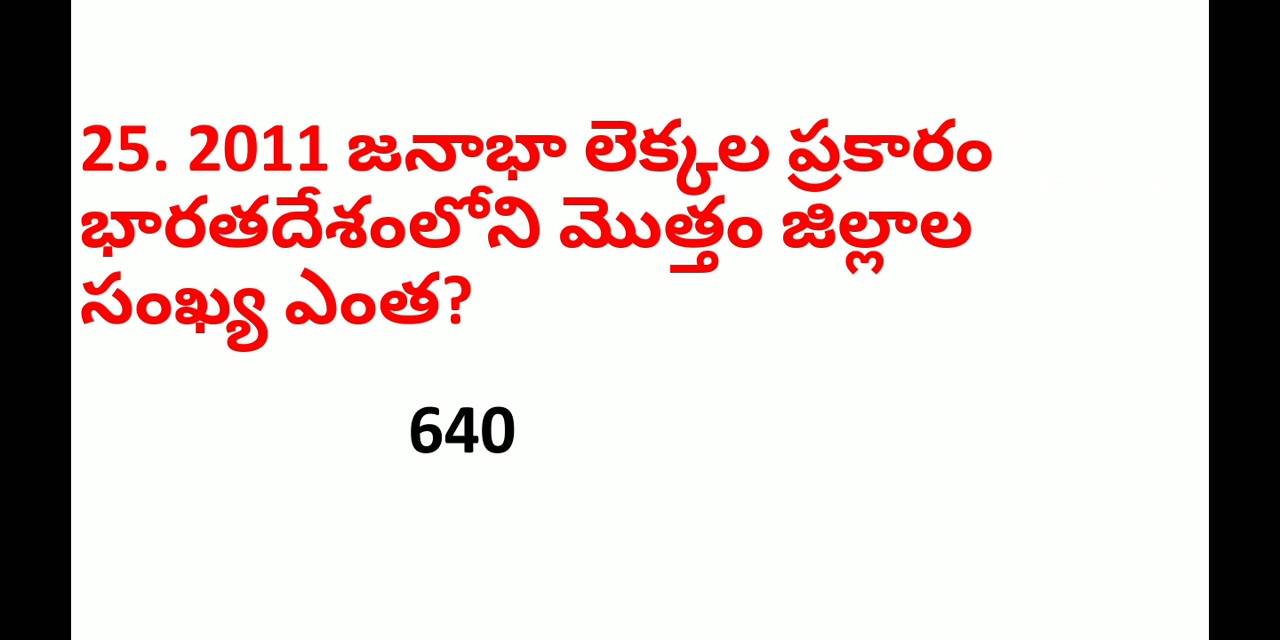 25. 2011 జనాభా లెక్కల ప్రకారం
భారతదేశంలోని మొత్తం జిల్లాల
సంఖ్య ఎంత?
640